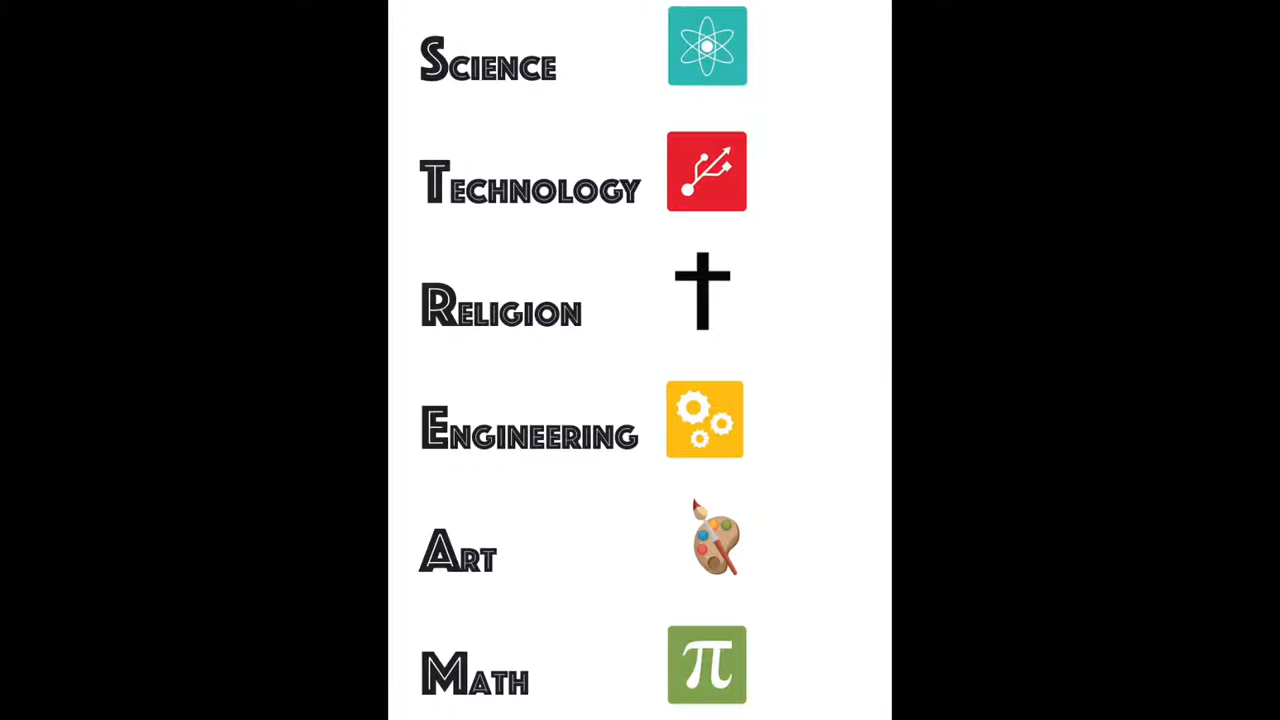 Science
Technology
Religion
Engineering
Art
π
Math